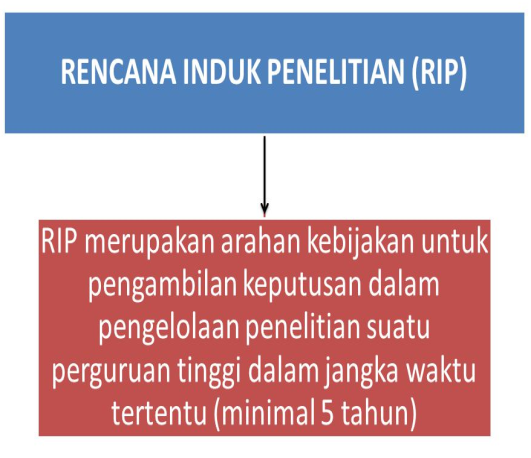 RENCANA INDUK PENELITIAN (RIP)
RIP merupakan arahan kebijakan untuk
pengambilan keputusan dalam
pengelolaan penelitian suatu
perguruan tinggi dalam jangka waktu
tertentu (minimal 5 tahun)